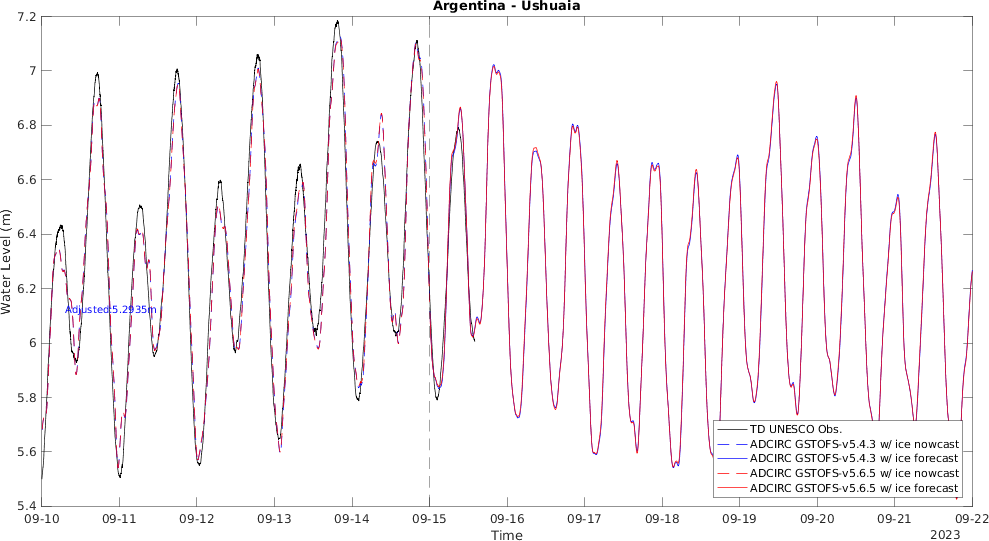 Argentina - Ushuaia
7.2
7
6.8
6.6
6.4
6.2
6
5.8
5.6
5.4
Water Level (m)
Adjusted:5.2935m
TD UNESCO Obs.
ADCIRC GSTOFS-v5.4.3 w/ ice nowcast
ADCIRC GSTOFS-v5.4.3 w/ ice forecast
ADCIRC GSTOFS-v5.6.5 w/ ice nowcast
ADCIRC GSTOFS-v5.6.5 w/ ice forecast
09-10 09-11 09-12 09-13 09-14 09-15 09-16 09-17 09-18 09-19 09-20 09-21 09-22
Time
2023